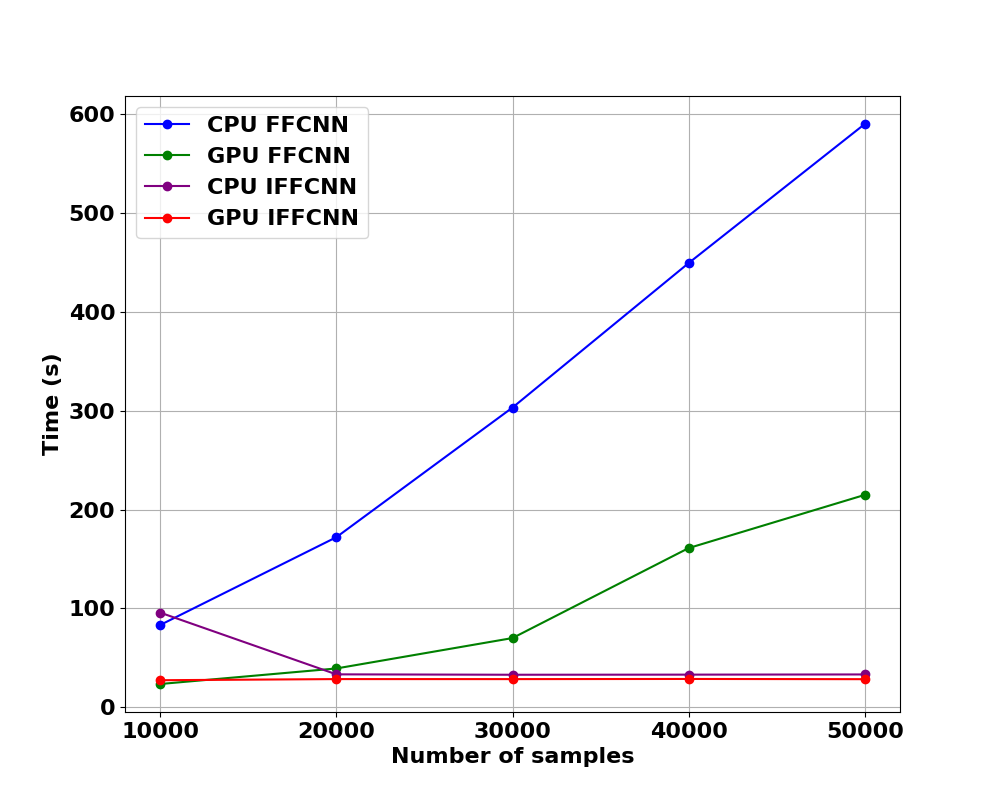 CPU FFCNN
GPU FFCNN
CPU IFFCNN
GPU IFFCNN
600
500
400
300
200
100
0
Time (s)
10000 20000 30000 40000 50000
Number of samples